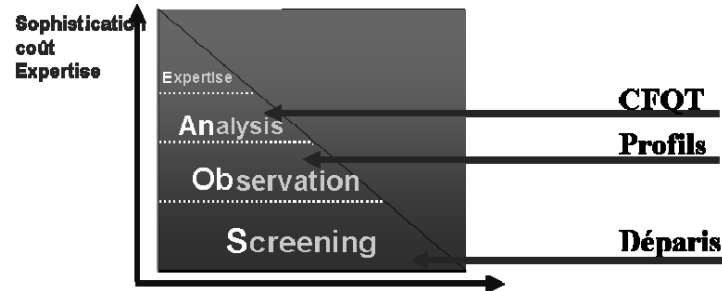 Sophistication
coût
Expertise
Expertise
Analysis
Observation
Screening
CFQT
Profils
Déparis